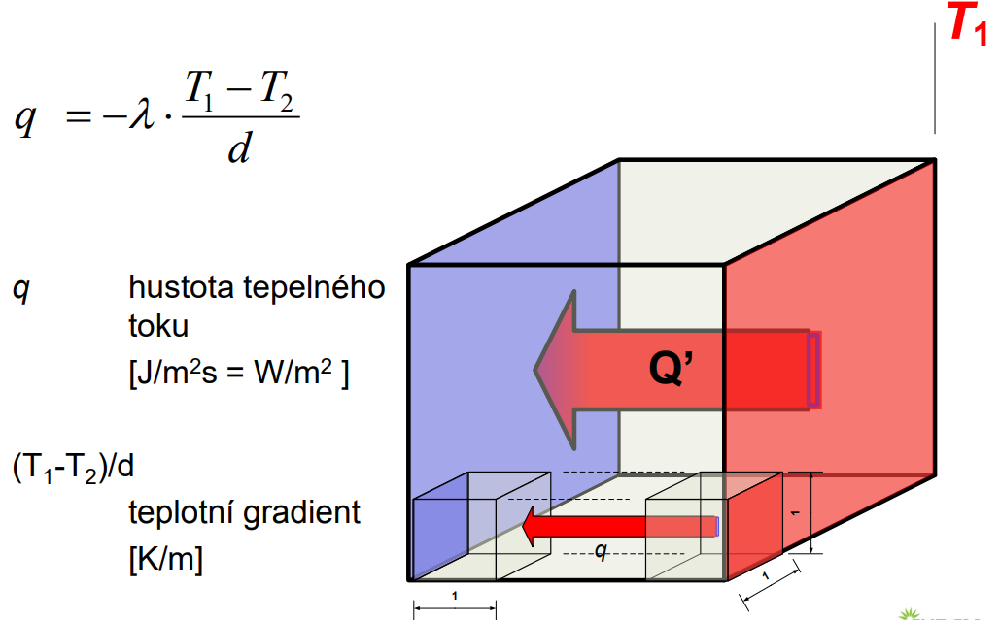 T₁
q = −λ · (T₁ − T₂) / d
q hustota tepelného
toku
[J/m²s = W/m² ]
Q’
(T₁-T₂)/d
teplotní gradient
[K/m]
q
1
1
1